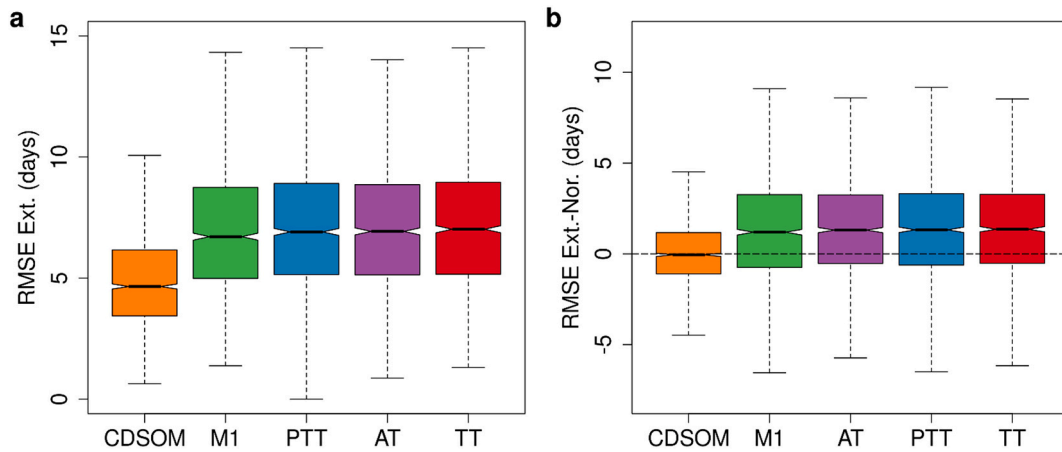 a
RMSE Ext. (days)
15
10
5
0
CDSOM M1 PTT AT TT
b
RMSE Ext.-Nor. (days)
10
5
0
-5
CDSOM M1 AT PTT TT